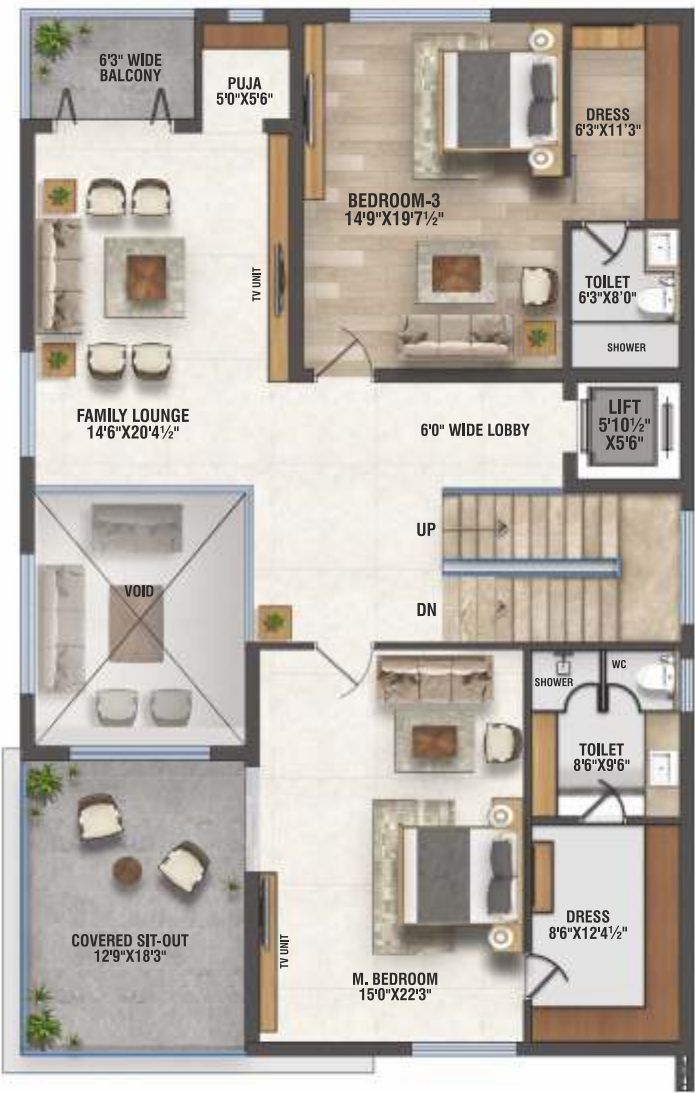 6'3" WIDE
BALCONY
PUJA
5'0"X5'6"
DRESS
6'3"X11'3"
BEDROOM-3
14'9"X19'7½"
TV UNIT
TOILET
6'3"X8'0"
SHOWER
FAMILY LOUNGE
14'6"X20'4½"
6'0" WIDE LOBBY
LIFT
5'10½"
X5'6"
UP
VOID
DN
SHOWER
WC
TOILET
8'6"X9'6"
COVERED SIT-OUT
12'9"X18'3"
TV UNIT
DRESS
8'6"X12'4½"
M. BEDROOM
15'0"X22'3"